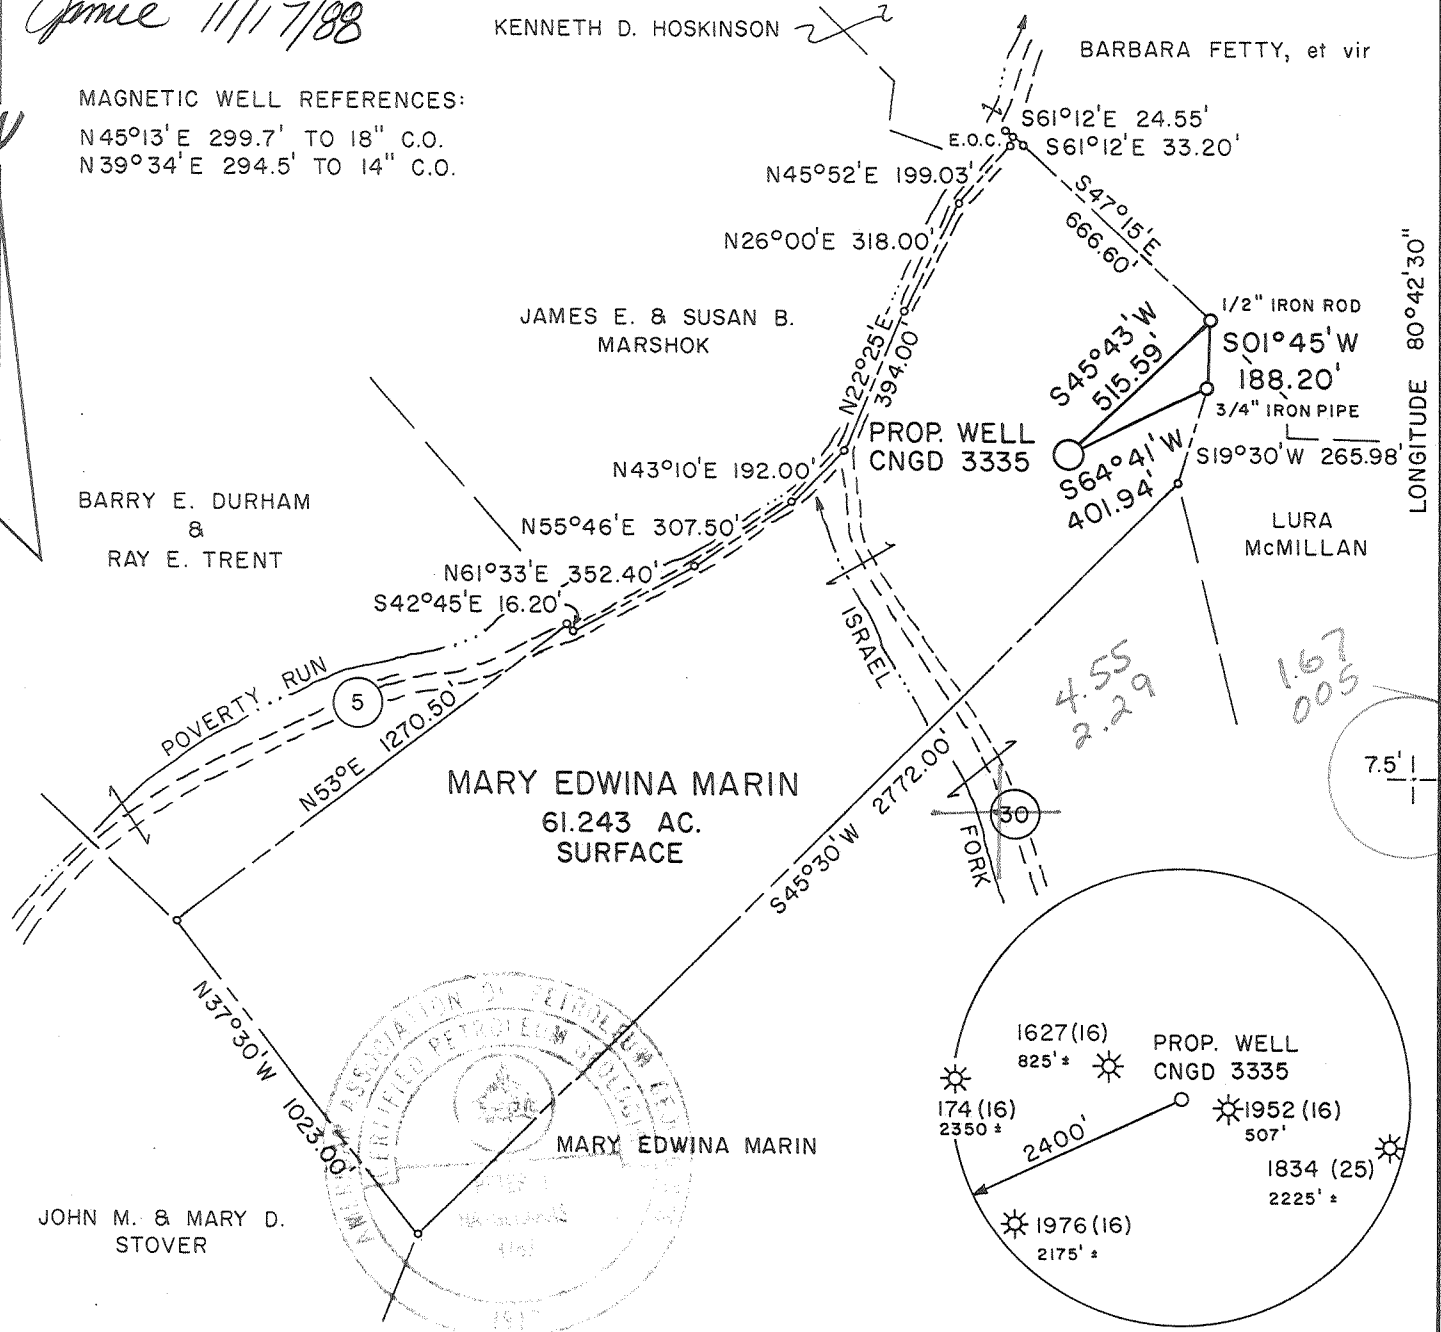 Jamie 11/17/88
KENNETH D. HOSKINSON
BARBARA FETTY, et vir
MAGNETIC WELL REFERENCES:
N45°13'E 299.7' TO 18" C.O.
N39°34'E 294.5' TO 14" C.O.
S61°12'E 24.55'
E.O.C.
S61°12'E 33.20'
N45°52'E 199.03'
S47°15'E
666.60'
N26°00'E 318.00'
LONGITUDE 80°42'30"
1/2" IRON ROD
JAMES E. & SUSAN B.
MARSHOK
S45°43'W
515.59'
S01°45'W
188.20'
N22°25'E
394.00'
3/4" IRON PIPE
PROP. WELL
CNGD 3335
S64°41'W
401.94'
S19°30'W 265.98'
N43°10'E 192.00'
BARRY E. DURHAM
&
RAY E. TRENT
N55°46'E 307.50'
LURA
McMILLAN
N61°33'E 352.40'
S42°45'E 16.20'
ISRAEL
FORK
POVERTY RUN
5
4.55
2.29
1.67
005
N53°E 1270.50'
7.5'
MARY EDWINA MARIN
61.243 AC.
SURFACE
30
S45°30'W 2772.00'
N37°30'W 1023.00'
ASSOCIATION OF PETROLEUM
CERTIFIED PETROLEUM GEOLOGIST
MARY EDWINA MARIN
JOHN M. & MARY D.
STOVER
1627(16)
825' ±
PROP. WELL
CNGD 3335
174(16)
2350 ±
1952(16)
507'
2400'
1834 (25)
2225' ±
1976(16)
2175' ±